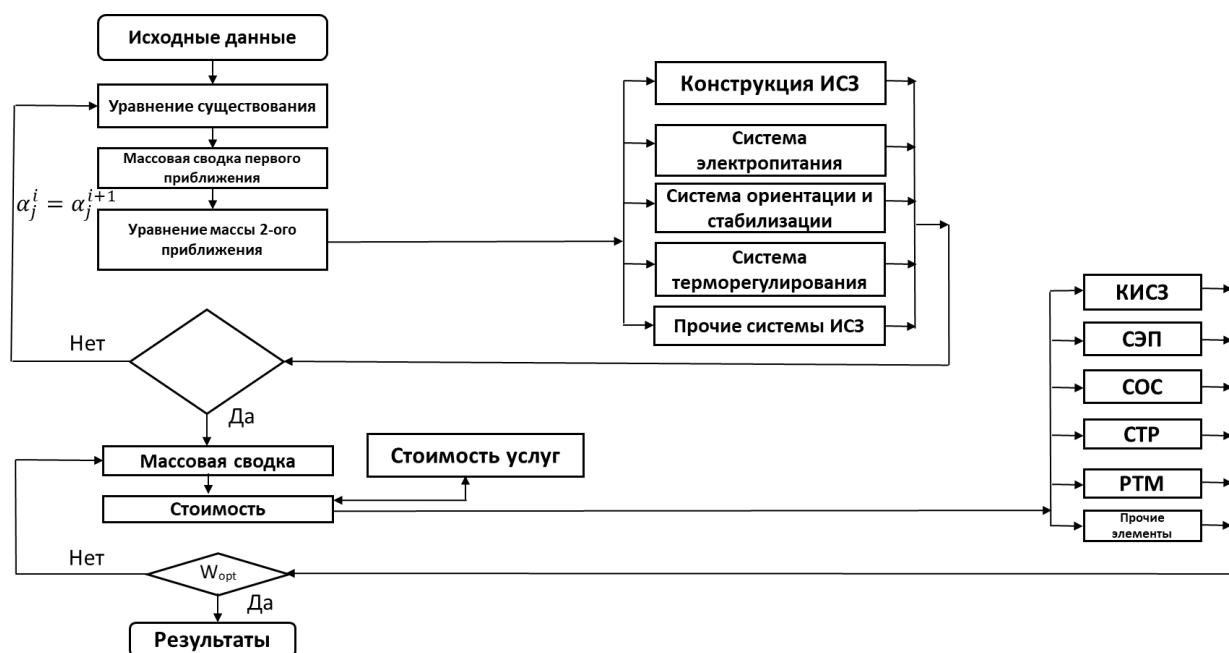 Исходные данные
Уравнение существования
Массовая сводка первого
приближения
α_j^i = α_j^{i+1}
Уравнение массы 2-ого
приближения
Конструкция ИСЗ
Система
электропитания
Система ориентации и
стабилизации
Система
терморегулирования
Прочие системы ИСЗ
Нет
Да
Массовая сводка
Стоимость услуг
Стоимость
КИСЗ
СЭП
СОС
СТР
РТМ
Прочие
элементы
Нет
W_opt
Да
Результаты